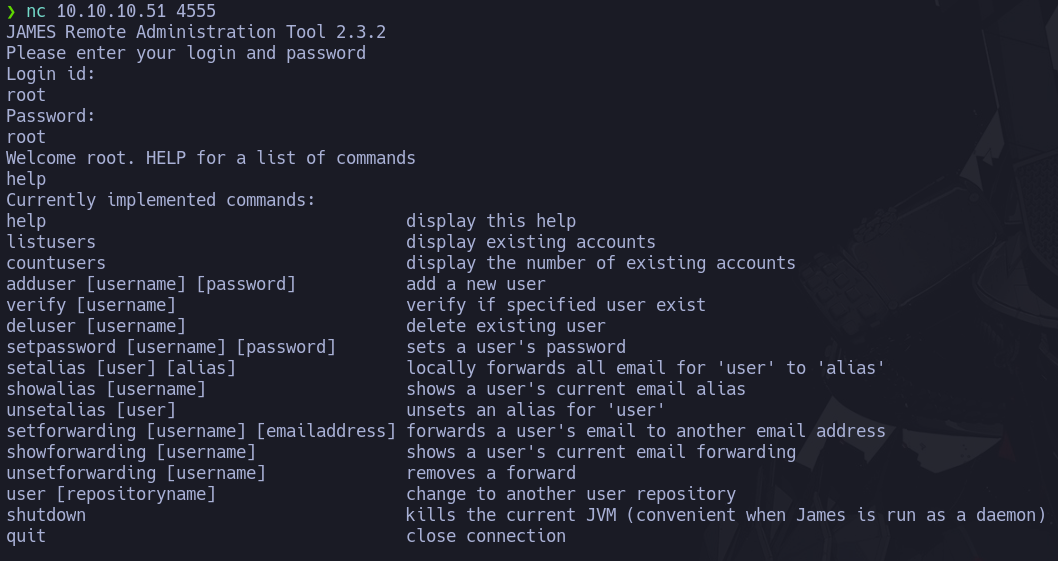 ❯ nc 10.10.10.51 4555
JAMES Remote Administration Tool 2.3.2
Please enter your login and password
Login id:
root
Password:
root
Welcome root. HELP for a list of commands
help
Currently implemented commands:
help                                    display this help
listusers                               display existing accounts
countusers                              display the number of existing accounts
adduser [username] [password]           add a new user
verify [username]                       verify if specified user exist
deluser [username]                      delete existing user
setpassword [username] [password]       sets a user's password
setalias [user] [alias]                 locally forwards all email for 'user' to 'alias'
showalias [username]                    shows a user's current email alias
unsetalias [user]                       unsets an alias for 'user'
setforwarding [username] [emailaddress] forwards a user's email to another email address
showforwarding [username]               shows a user's current email forwarding
unsetforwarding [username]              removes a forward
user [repositoryname]                   change to another user repository
shutdown                                kills the current JVM (convenient when James is run as a daemon)
quit                                    close connection